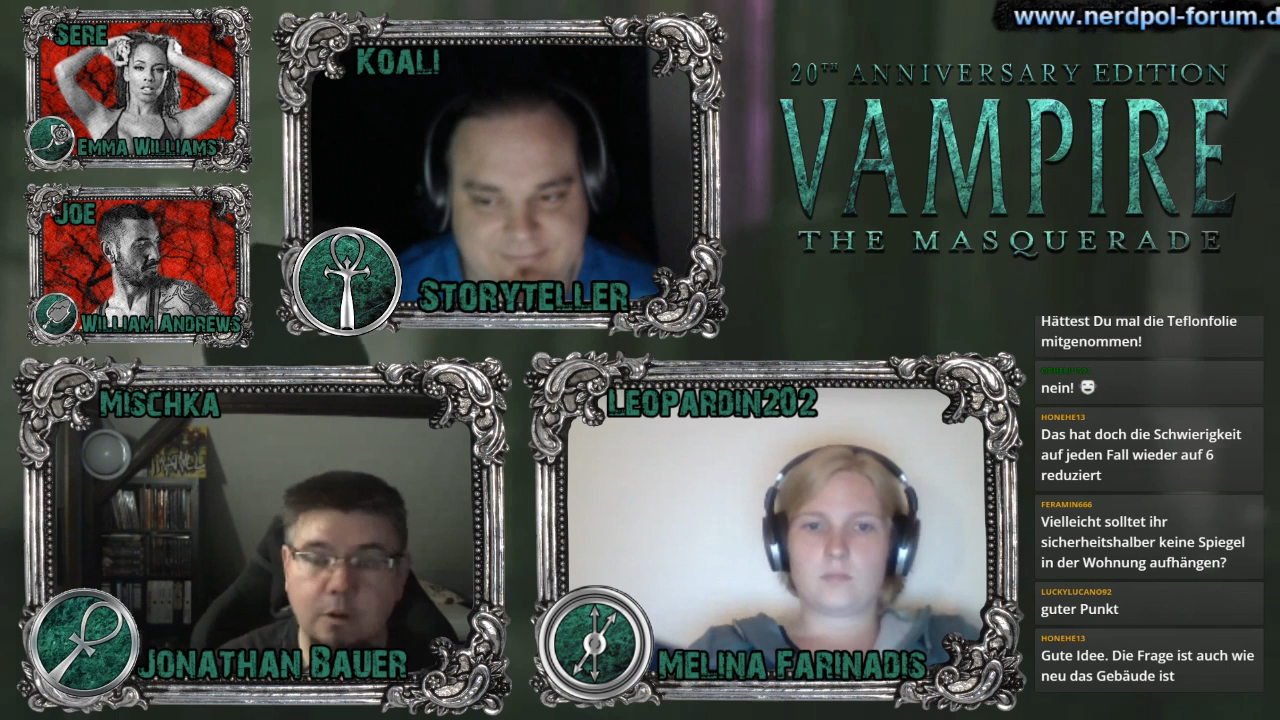 SERE
EMMA WILLIAMS
JOE
WILLIAM ANDREWS
KOALI
STORYTELLER
www.nerdpol-forum.d
20TH ANNIVERSARY EDITION
VAMPIRE
THE MASQUERADE
MISCHKA
JONATHAN BAUER
LEOPARDIN202
MELINA FARINADIS
Hättest Du mal die Teflonfolie
mitgenommen!
nein!
HONEHE13
Das hat doch die Schwierigkeit
auf jeden Fall wieder auf 6
reduziert
FERAMIN666
Vielleicht solltet ihr
sicherheitshalber keine Spiegel
in der Wohnung aufhängen?
LUCKYLUCANO92
guter Punkt
HONEHE13
Gute Idee. Die Frage ist auch wie
neu das Gebäude ist